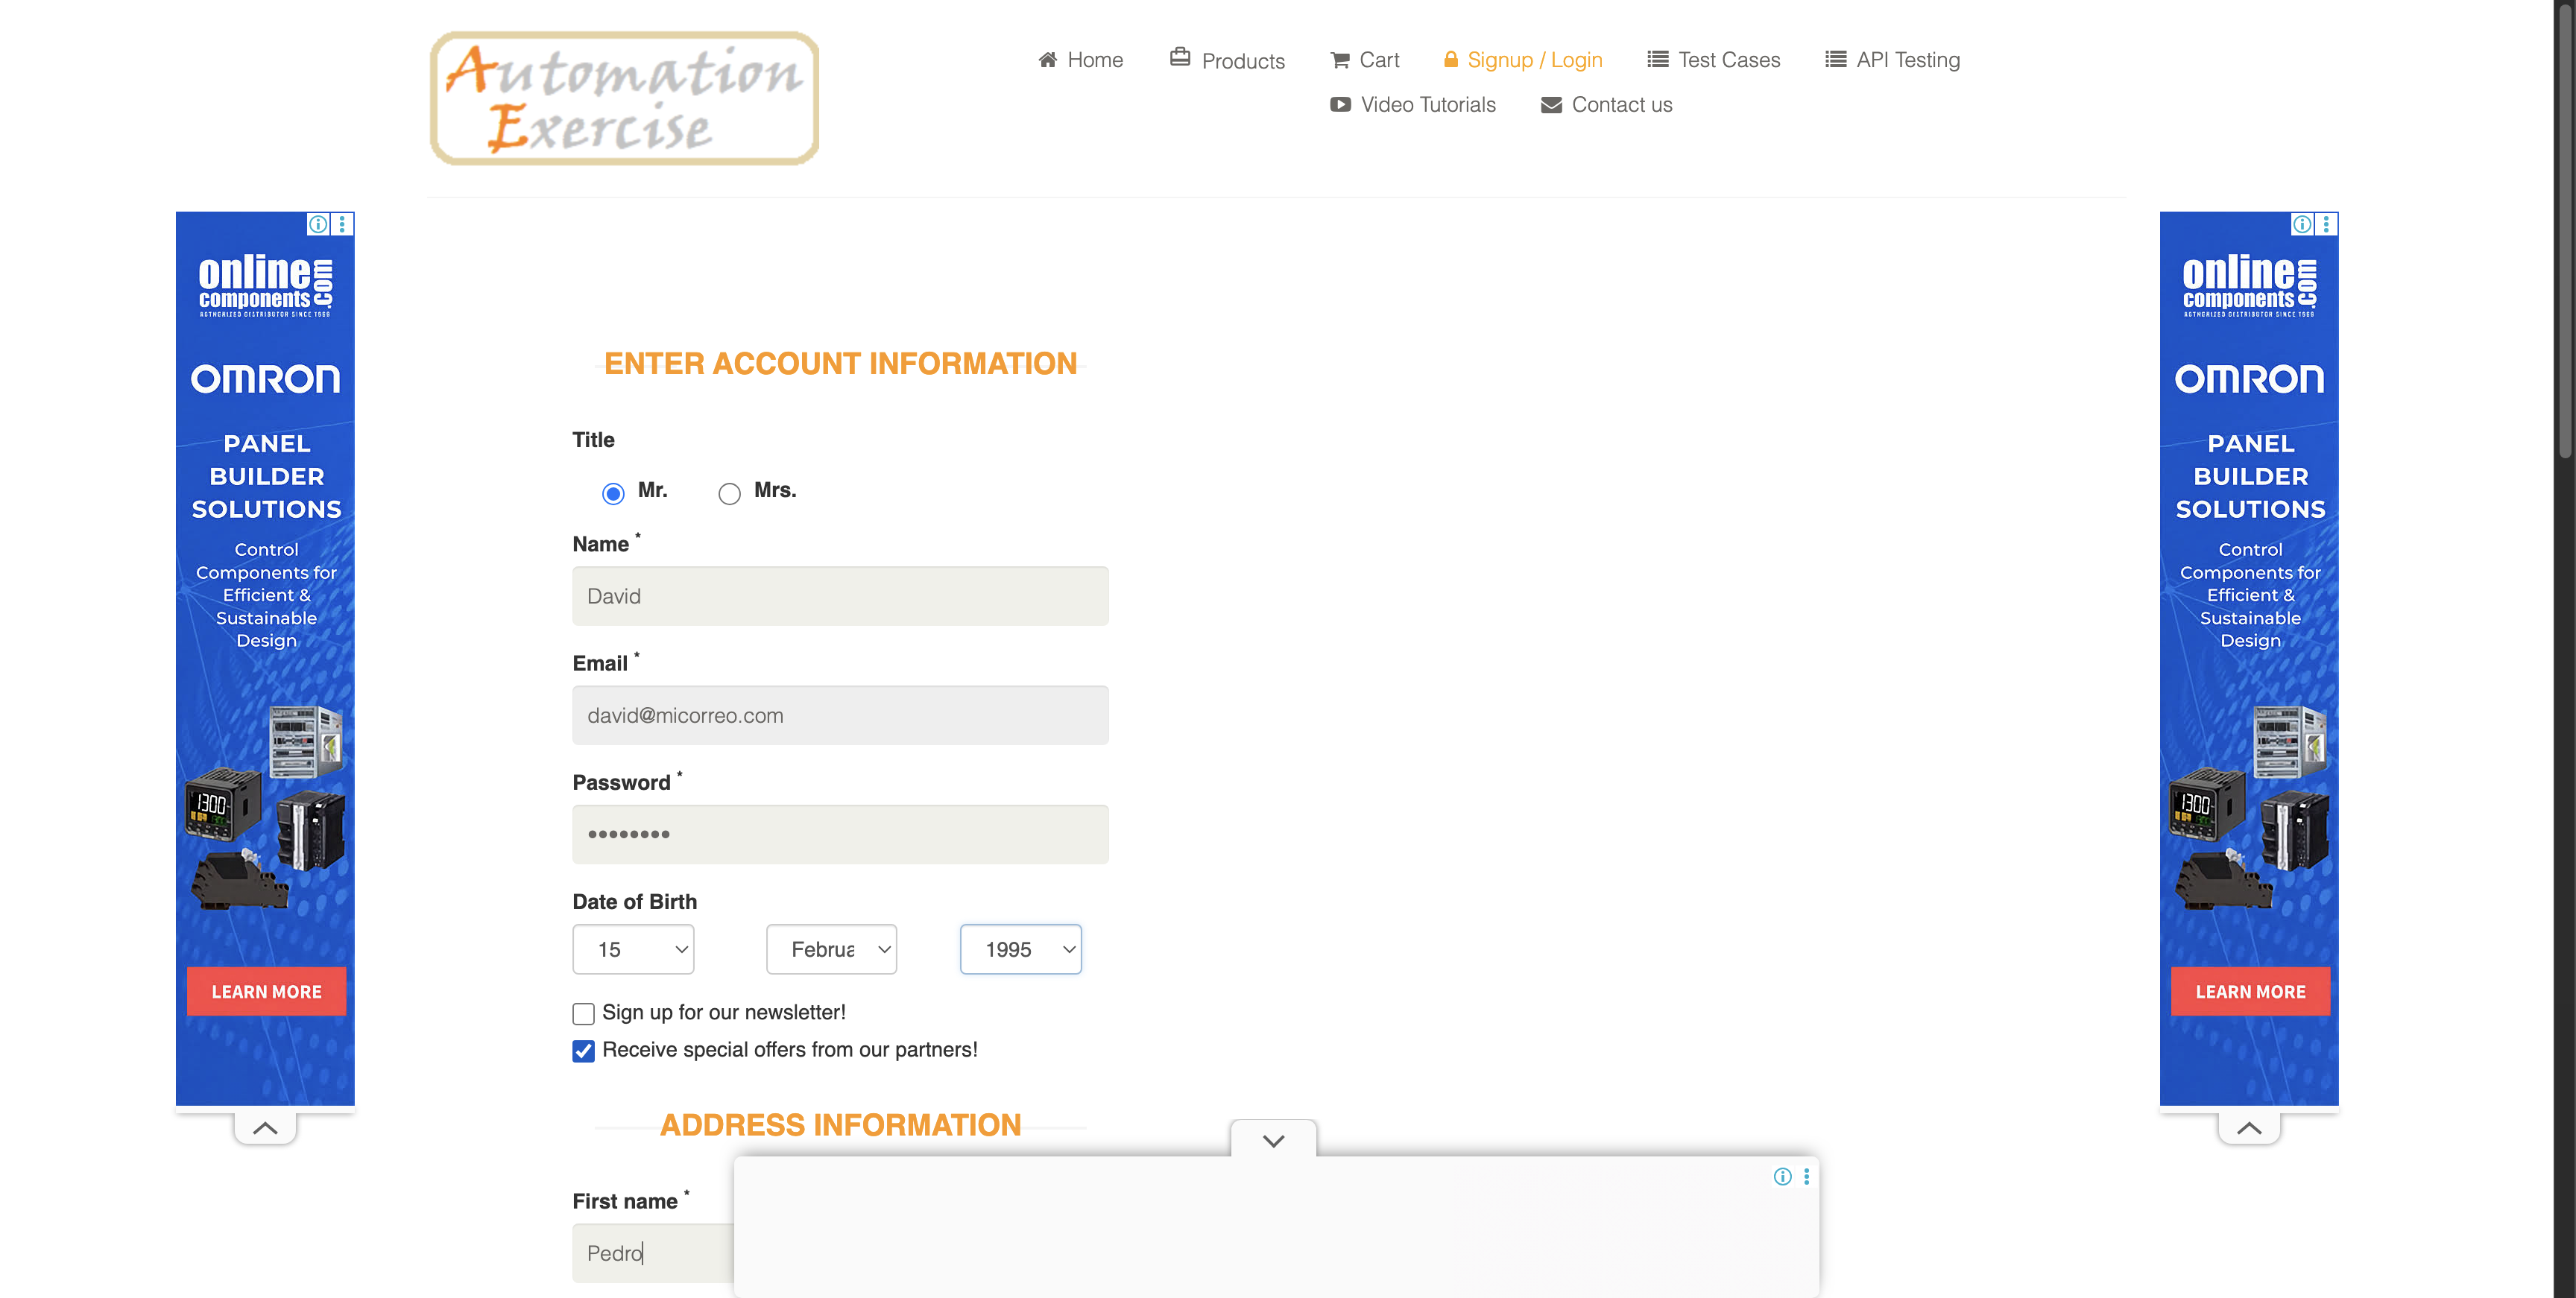 Automation
Exercise
Home
Products
Cart
Signup / Login
Test Cases
API Testing
Video Tutorials
Contact us
online
components
.com
AUTHORIZED DISTRIBUTOR SINCE 1969
OMRON
PANEL
BUILDER
SOLUTIONS
Control
Components for
Efficient &
Sustainable
Design
1300
LEARN MORE
ENTER ACCOUNT INFORMATION
Title
Mr.
Mrs.
Name *
David
Email *
david@micorreo.com
Password *
••••••••
Date of Birth
15
Februa
1995
Sign up for our newsletter!
Receive special offers from our partners!
ADDRESS INFORMATION
First name *
Pedro
online
components
.com
AUTHORIZED DISTRIBUTOR SINCE 1969
OMRON
PANEL
BUILDER
SOLUTIONS
Control
Components for
Efficient &
Sustainable
Design
1300
LEARN MORE